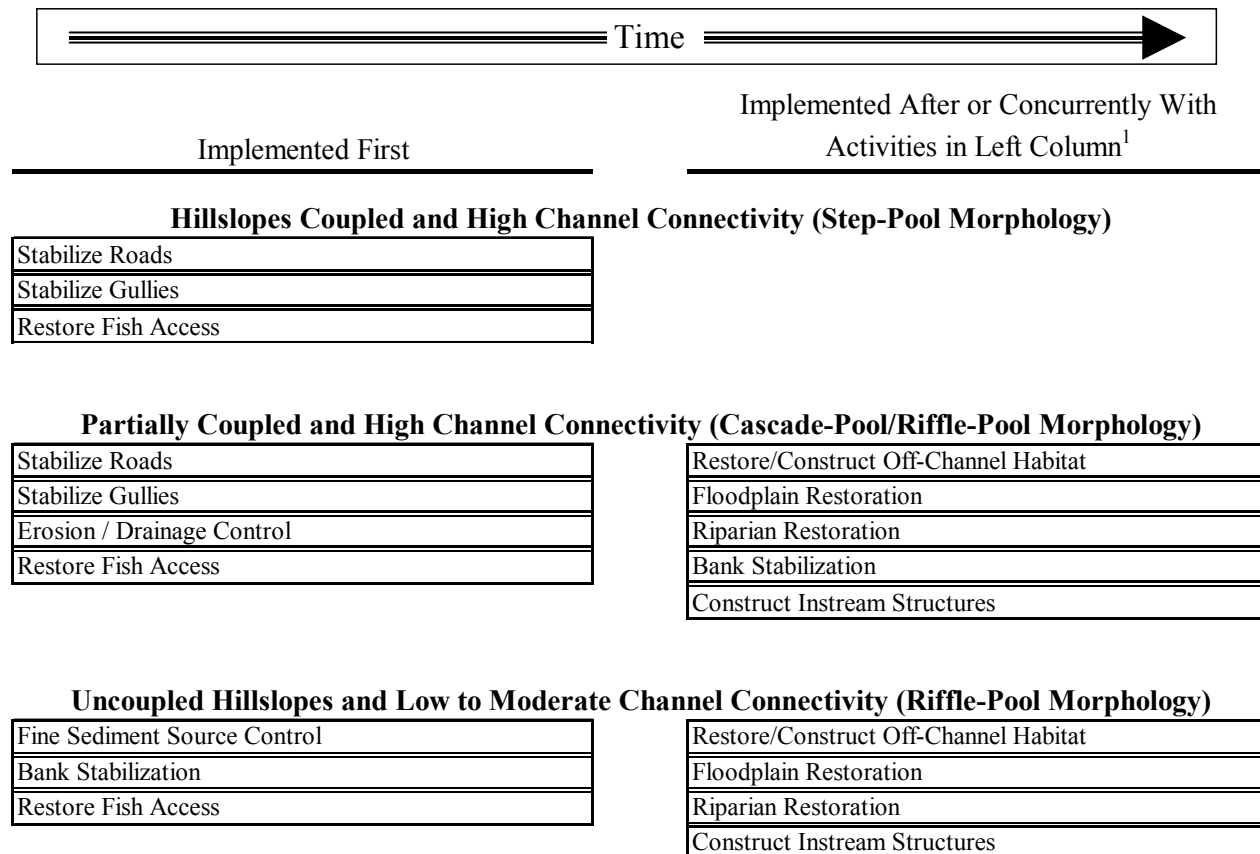 Time
Implemented First
Implemented After or Concurrently With
Activities in Left Column1
Hillslopes Coupled and High Channel Connectivity (Step-Pool Morphology)
Stabilize Roads
Stabilize Gullies
Restore Fish Access
Partially Coupled and High Channel Connectivity (Cascade-Pool/Riffle-Pool Morphology)
Stabilize Roads
Stabilize Gullies
Erosion / Drainage Control
Restore Fish Access
Restore/Construct Off-Channel Habitat
Floodplain Restoration
Riparian Restoration
Bank Stabilization
Construct Instream Structures
Uncoupled Hillslopes and Low to Moderate Channel Connectivity (Riffle-Pool Morphology)
Fine Sediment Source Control
Bank Stabilization
Restore Fish Access
Restore/Construct Off-Channel Habitat
Floodplain Restoration
Riparian Restoration
Construct Instream Structures